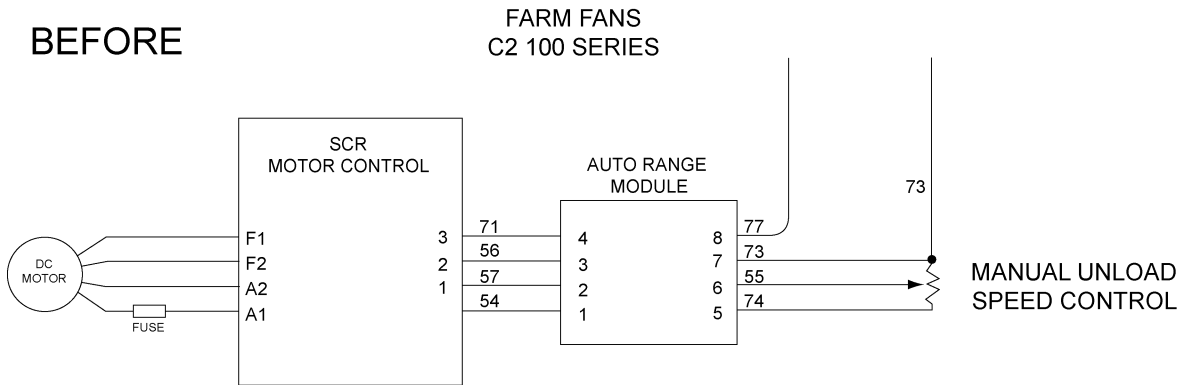 BEFORE
FARM FANS
C2 100 SERIES
SCR
MOTOR CONTROL
AUTO RANGE
MODULE
73
F1
F2
A2
A1
3
2
1
71
56
57
54
4
3
2
1
8
7
6
5
77
73
55
74
DC
MOTOR
FUSE
MANUAL UNLOAD
SPEED CONTROL